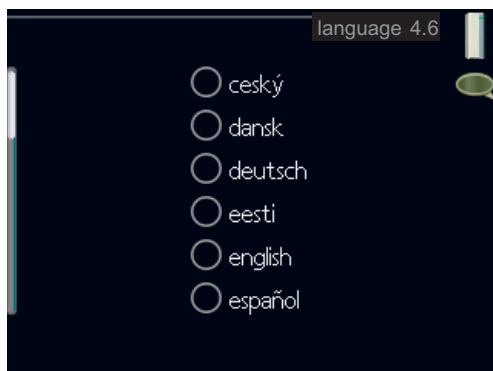 language 4.6
ceský
dansk
deutsch
eesti
english
español